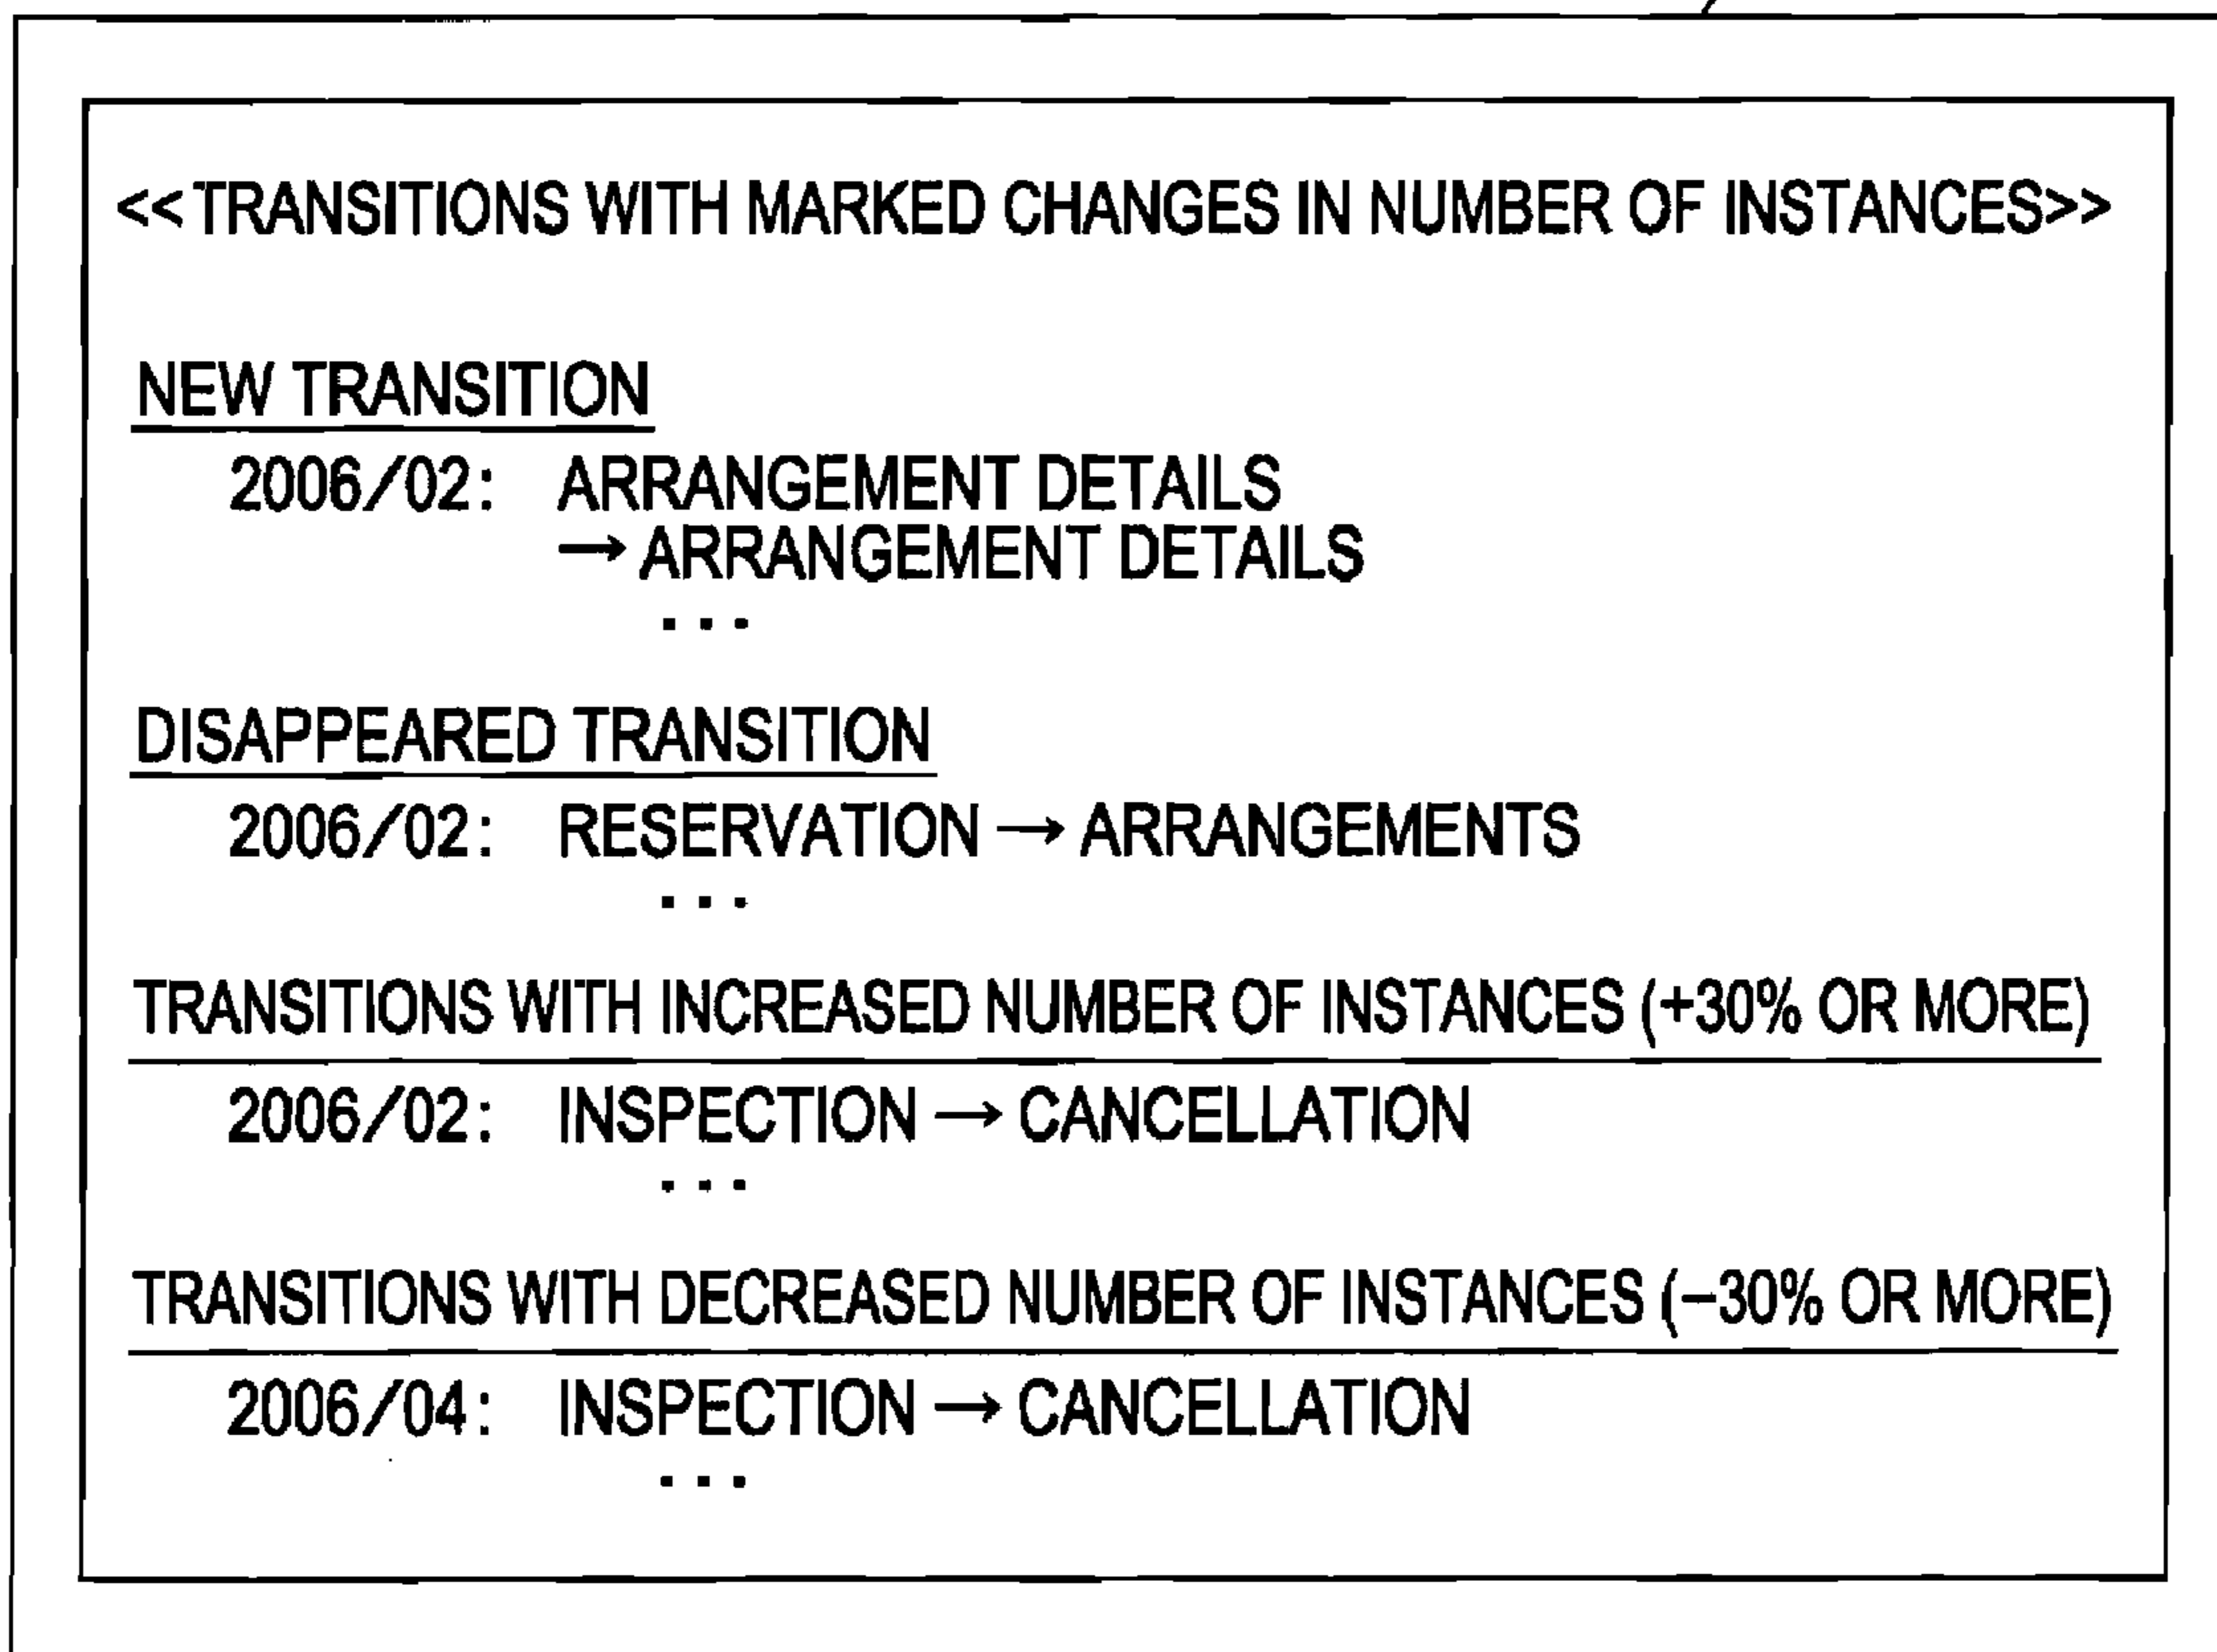 <<TRANSITIONS WITH MARKED CHANGES IN NUMBER OF INSTANCES>>
NEW TRANSITION
2006/02: ARRANGEMENT DETAILS
→ARRANGEMENT DETAILS
...
DISAPPEARED TRANSITION
2006/02: RESERVATION→ARRANGEMENTS
...
TRANSITIONS WITH INCREASED NUMBER OF INSTANCES (+30% OR MORE)
2006/02: INSPECTION→CANCELLATION
...
TRANSITIONS WITH DECREASED NUMBER OF INSTANCES (−30% OR MORE)
2006/04: INSPECTION→CANCELLATION
...